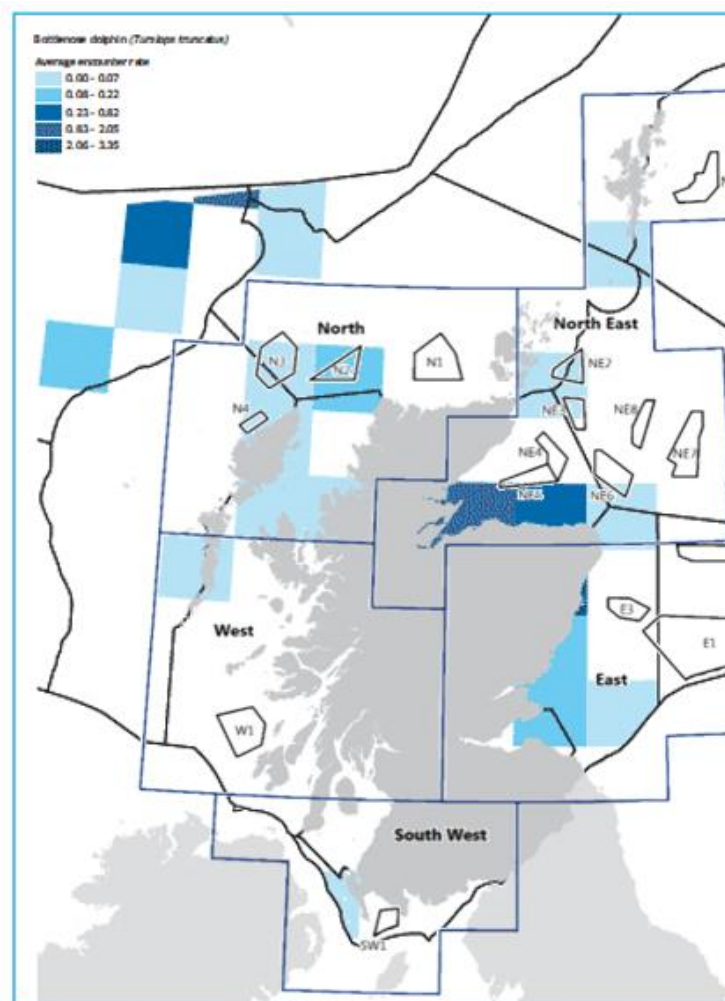 Bottlenose dolphin (Tursiops truncatus)
Average encounter rate
0.00 - 0.07
0.08 - 0.22
0.23 - 0.82
0.83 - 2.05
2.06 - 3.35
North
North East
N3
N2
N1
NE2
N4
NE8
NE4
NE7
NE6
West
E3
E1
East
W1
South West
SW1